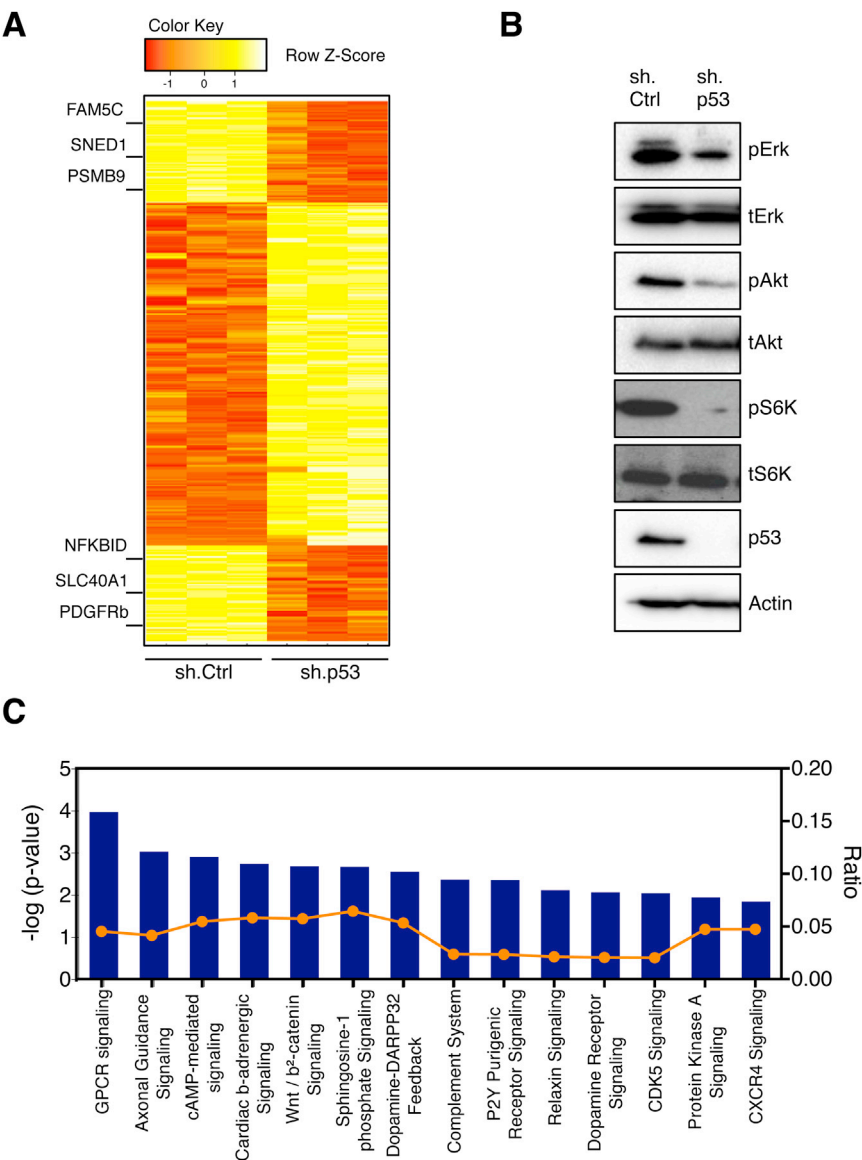 A
Color Key
Row Z-Score
-1 0 1
FAM5C
SNED1
PSMB9
NFKBID
SLC40A1
PDGFRb
sh.Ctrl sh.p53
B
sh. sh.
Ctrl p53
pErk
tErk
pAkt
tAkt
pS6K
tS6K
p53
Actin
C
-log (p-value)
5
4
3
2
1
0
0.20
0.15
0.10
0.05
0.00
Ratio
GPCR signaling
Axonal Guidance
Signaling
cAMP-mediated
signaling
Cardiac b-adrenergic
Signaling
Wnt / b²-catenin
Signaling
Sphingosine-1
phosphate Signaling
Dopamine-DARPP32
Feedback
Complement System
P2Y Purigenic
Receptor Signaling
Relaxin Signaling
Dopamine Receptor
Signaling
CDK5 Signaling
Protein Kinase A
Signaling
CXCR4 Signaling